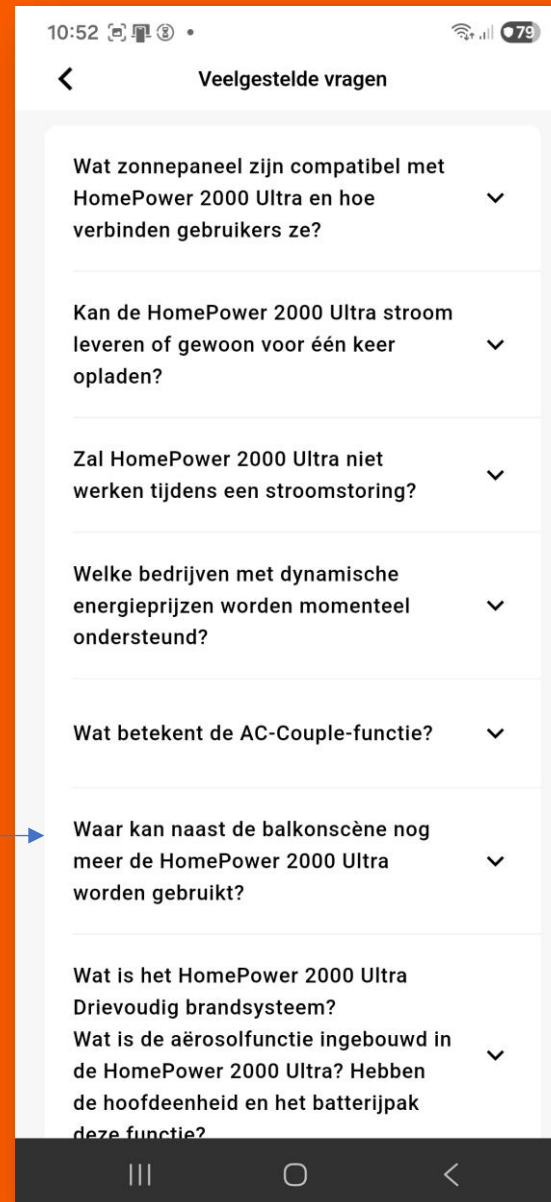 10:52
79
Veelgestelde vragen
Wat zonnepaneel zijn compatibel met
HomePower 2000 Ultra en hoe
verbinden gebruikers ze?
Kan de HomePower 2000 Ultra stroom
leveren of gewoon voor één keer
opladen?
Zal HomePower 2000 Ultra niet
werken tijdens een stroomstoring?
Welke bedrijven met dynamische
energieprijzen worden momenteel
ondersteund?
Wat betekent de AC-Couple-functie?
Waar kan naast de balkonscène nog
meer de HomePower 2000 Ultra
worden gebruikt?
Wat is het HomePower 2000 Ultra
Drievoudig brandsysteem?
Wat is de aërosolfunctie ingebouwd in
de HomePower 2000 Ultra? Hebben
de hoofdeenheid en het batterijpak
deze functie?